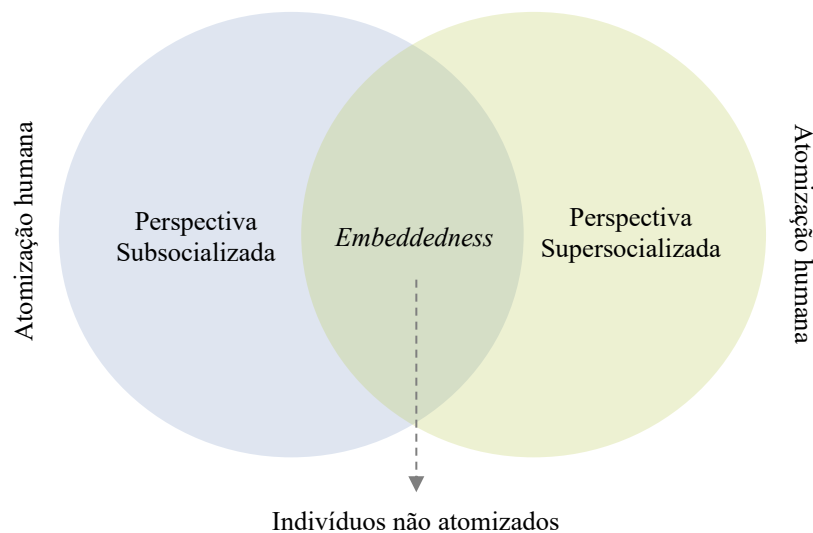 Atomização humana
Perspectiva
Subsocializada
Embeddedness
Perspectiva
Supersocializada
Atomização humana
Indivíduos não atomizados